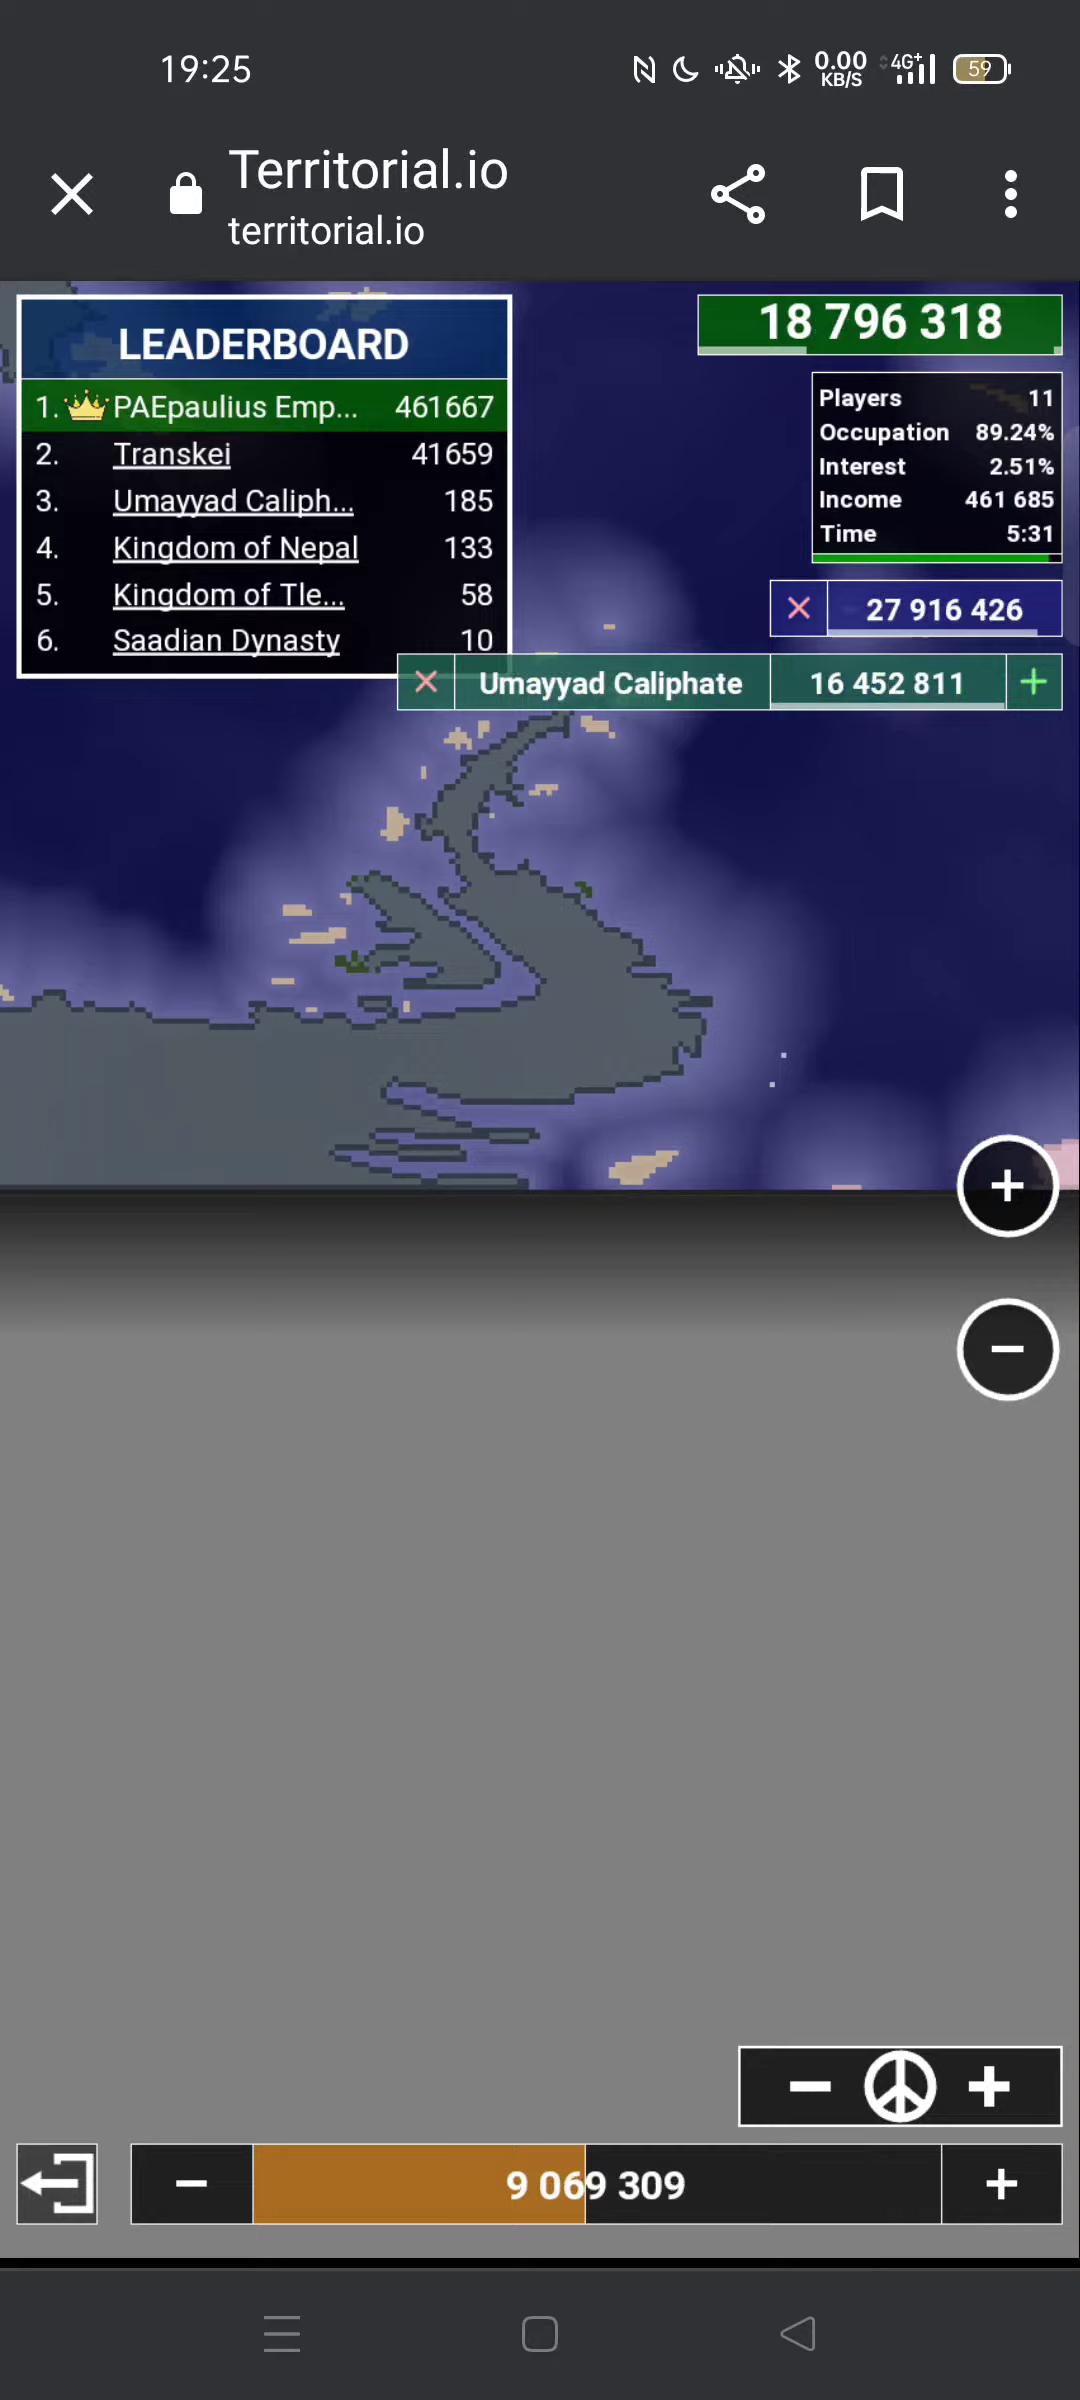 19:25
0.00
KB/S
4G+
59
Territorial.io
territorial.io
LEADERBOARD
1. PAEpaulius Emp... 461667
2. Transkei 41659
3. Umayyad Caliph... 185
4. Kingdom of Nepal 133
5. Kingdom of Tle... 58
6. Saadian Dynasty 10
18 796 318
Players 11
Occupation 89.24%
Interest 2.51%
Income 461 685
Time 5:31
27 916 426
Umayyad Caliphate 16 452 811 +
+
−
− +
− 9 069 309 +